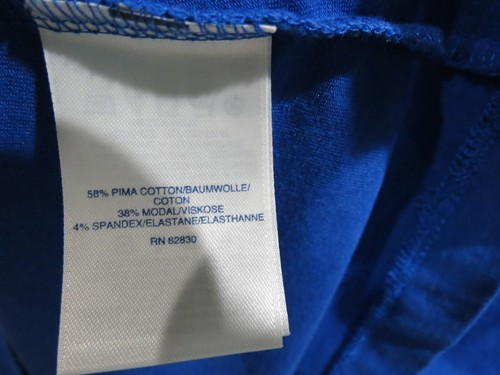 58% PIMA COTTON/BAUMWOLLE/
COTON
38% MODAL/VISKOSE
4% SPANDEX/ELASTANE/ELASTHANNE
RN 62830